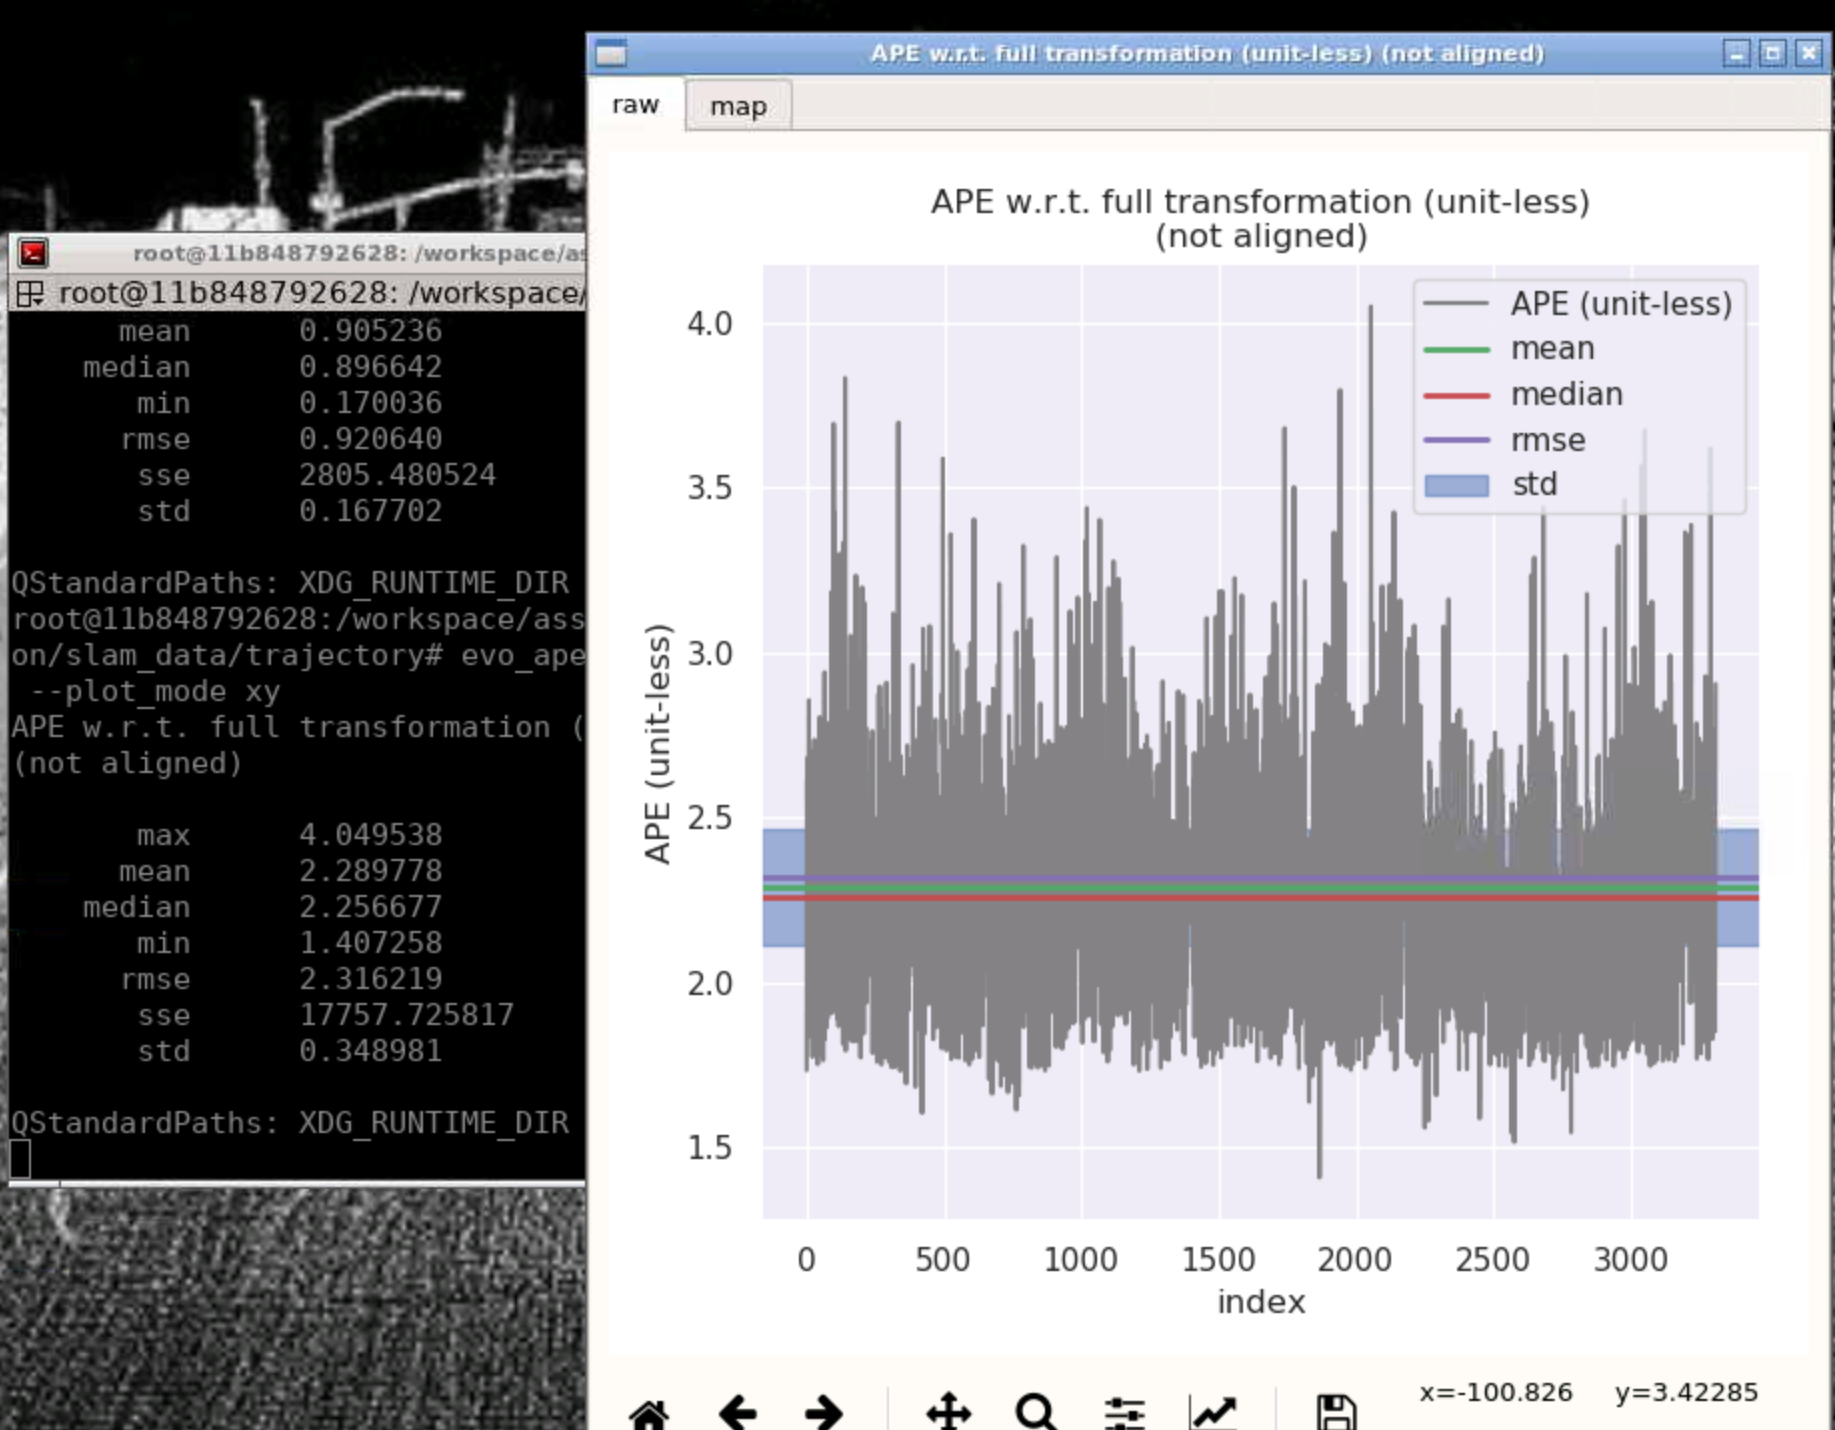 root@11b848792628: /workspace/as
root@11b848792628: /workspace/
mean 0.905236
median 0.896642
min 0.170036
rmse 0.920640
sse 2805.480524
std 0.167702
QStandardPaths: XDG_RUNTIME_DIR
root@11b848792628:/workspace/ass
on/slam_data/trajectory# evo_ape
--plot_mode xy
APE w.r.t. full transformation (
(not aligned)
max 4.049538
mean 2.289778
median 2.256677
min 1.407258
rmse 2.316219
sse 17757.725817
std 0.348981
QStandardPaths: XDG_RUNTIME_DIR
APE w.r.t. full transformation (unit-less) (not aligned)
raw map
APE w.r.t. full transformation (unit-less)
(not aligned)
APE (unit-less)
mean
median
rmse
std
APE (unit-less)
4.0
3.5
3.0
2.5
2.0
1.5
0 500 1000 1500 2000 2500 3000
index
x=-100.826 y=3.42285